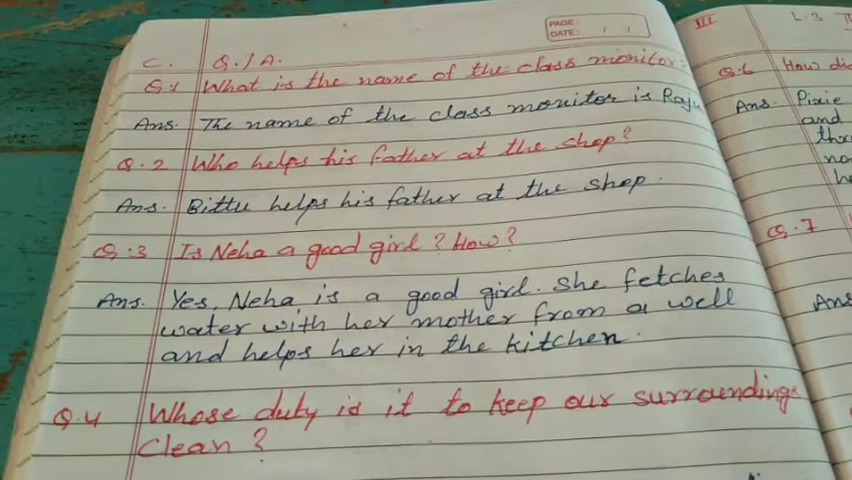 PAGE:
DATE: / /
C. Q./A.
Q.1 What is the name of the class monitor?
Ans. The name of the class monitor is Raju
Q.2 Who helps his father at the shop?
Ans. Bittu helps his father at the shop.
Q.3 Is Neha a good girl? How?
Ans. Yes, Neha is a good girl. She fetches
water with her mother from a well
and helps her in the kitchen.
Q.4 Whose duty is it to keep our surroundings
clean?
III L-3
Q.6 How did
Ans. Pixie
and
Q.7
Ans